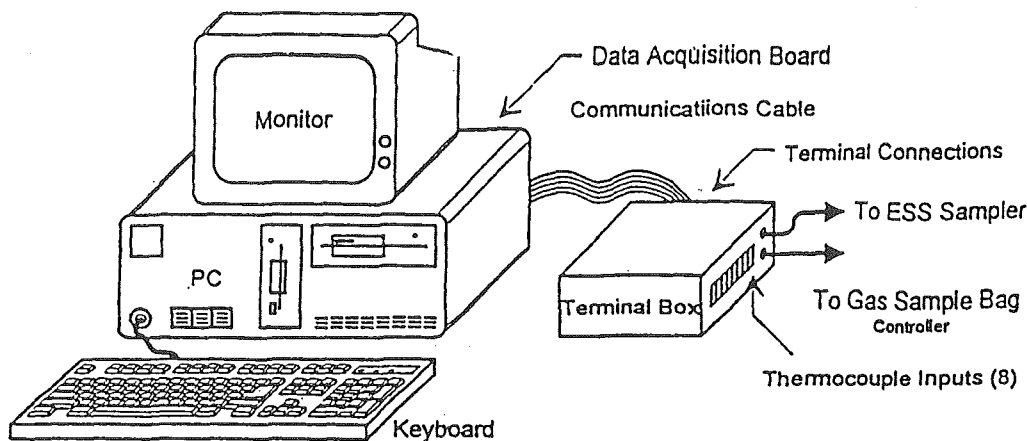 Data Acquisition Board
Communicatiions Cable
Monitor
Terminal Connections
To ESS Sampler
PC
Terminal Box
To Gas Sample Bag
Controller
Thermocouple Inputs (8)
Keyboard